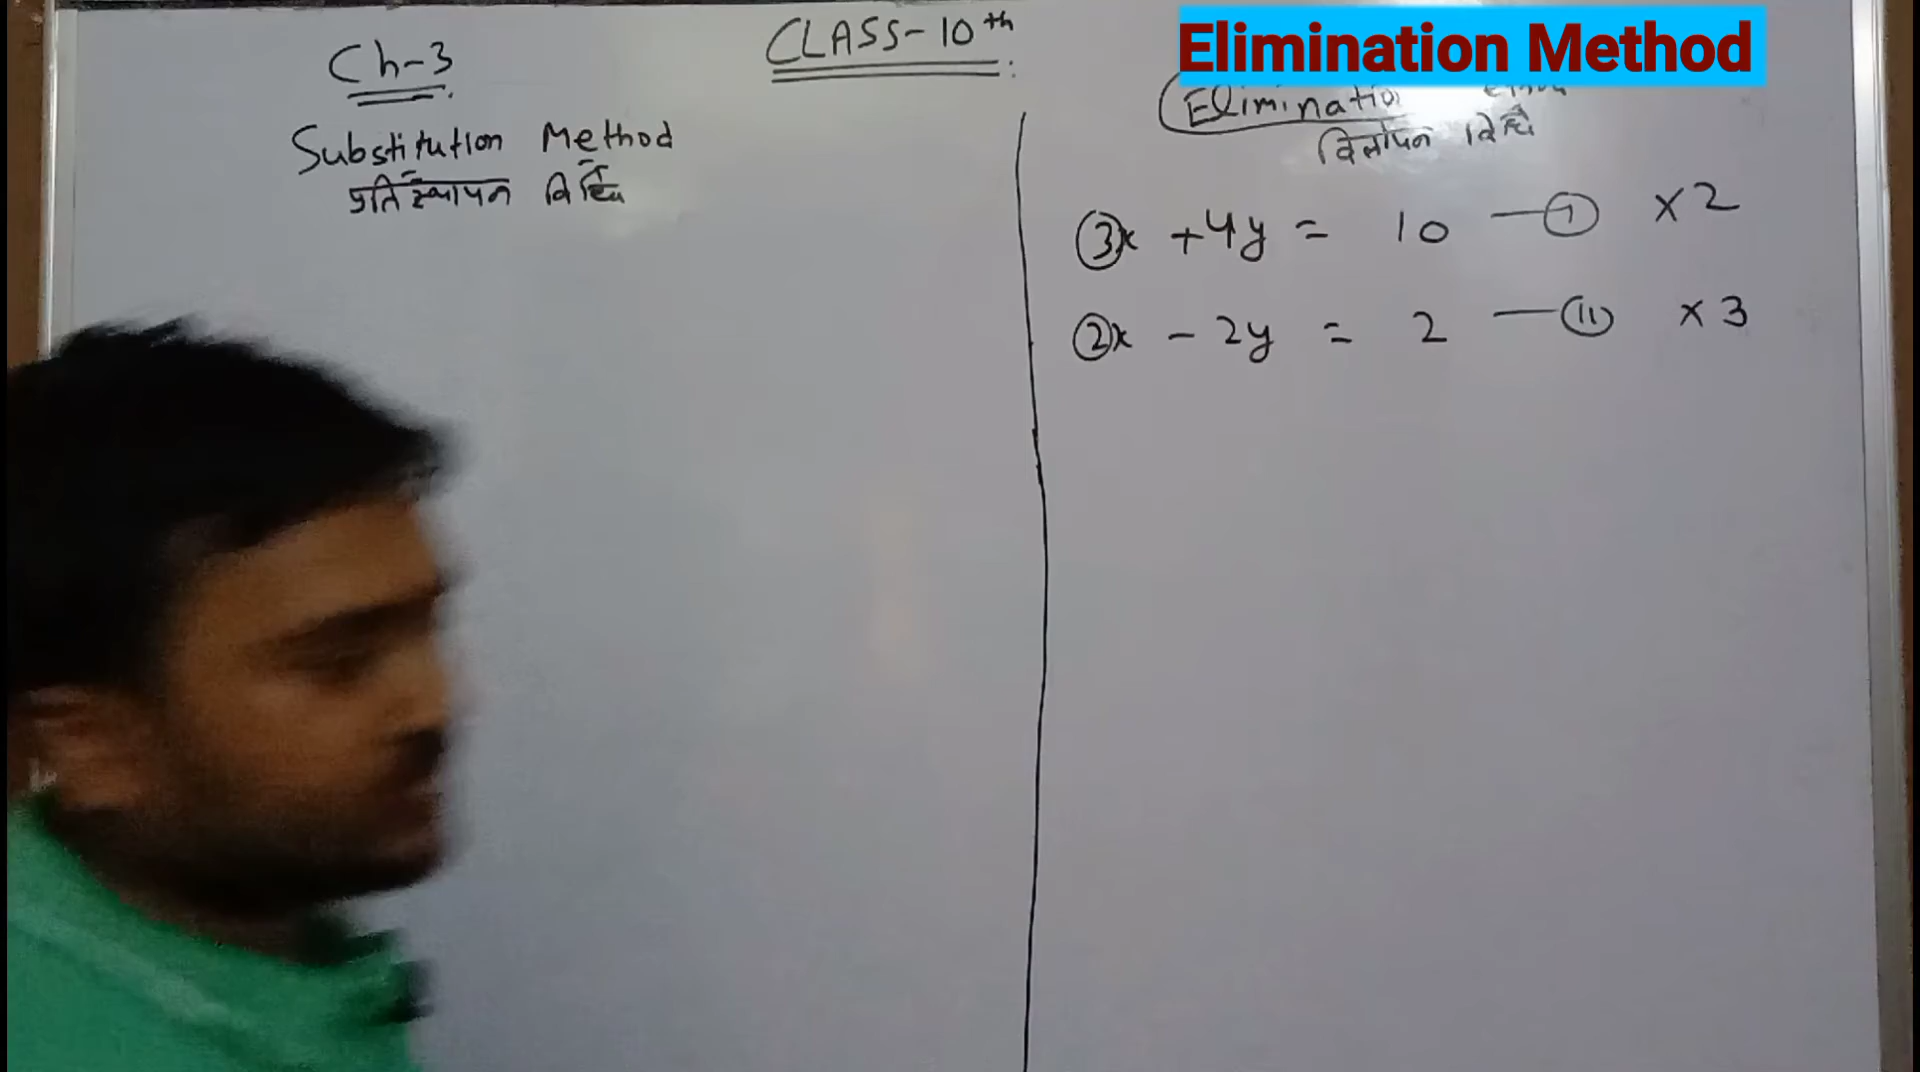 CLASS-10th
Ch-3
Substitution Method
प्रतिस्थापन विधि
Elimination Method
Elimination
विलोपन विधि
3x + 4y = 10 — (I) × 2
2x - 2y = 2 — (II) × 3